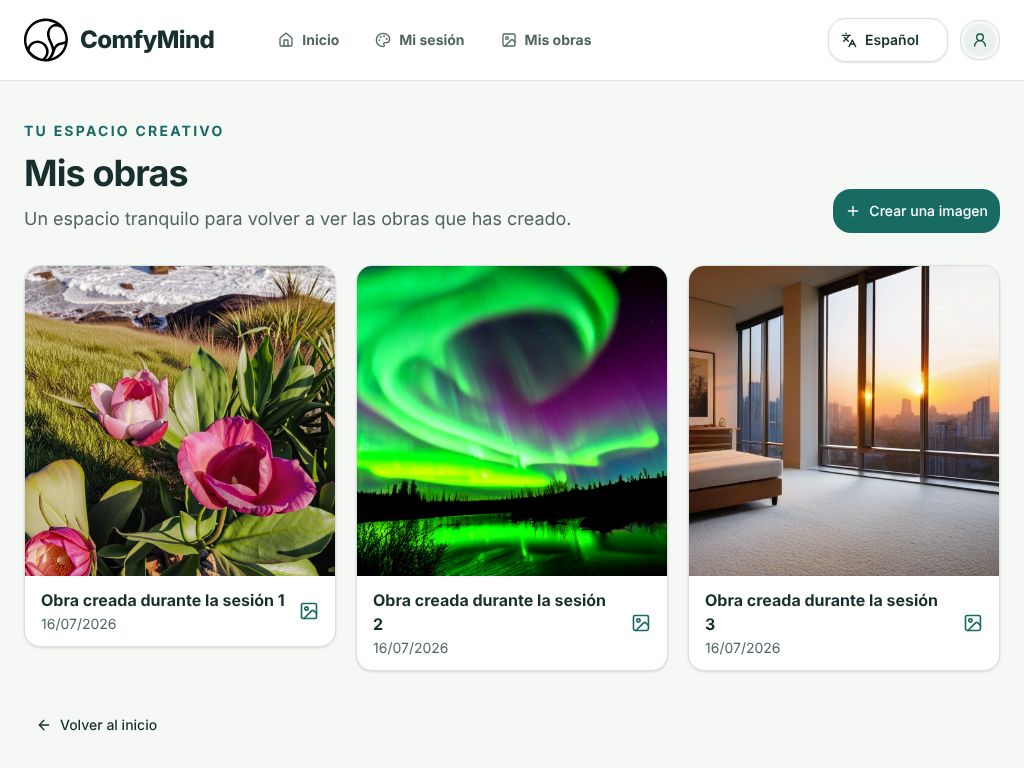 ComfyMind
Inicio
Mi sesión
Mis obras
Español
TU ESPACIO CREATIVO
Mis obras
Un espacio tranquilo para volver a ver las obras que has creado.
Crear una imagen
Obra creada durante la sesión 1
16/07/2026
Obra creada durante la sesión
2
16/07/2026
Obra creada durante la sesión
3
16/07/2026
Volver al inicio